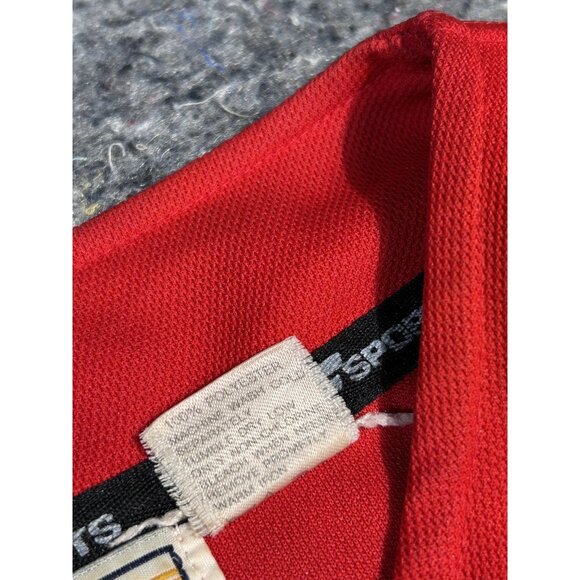 100% POLYESTER
MACHINE WASH COLD
SEPARATELY
TUMBLE DRY LOW
ONLY NON-CHLORINE
BLEACH WHEN NEEDED
REMOVE PROMPTLY
WARM IRON
SPOR
TS